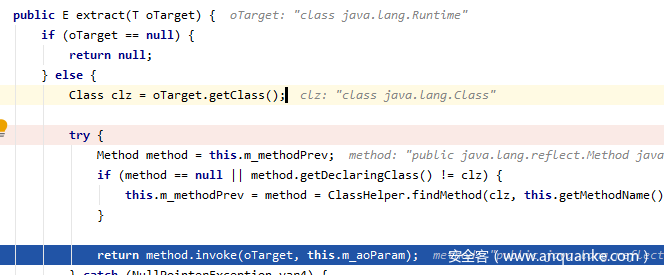 public E extract(T oTarget) {  oTarget: "class java.lang.Runtime"
if (oTarget == null) {
return null;
} else {
Class clz = oTarget.getClass();  clz: "class java.lang.Class"
try {
Method method = this.m_methodPrev;  method: "public java.lang.reflect.Method java
if (method == null || method.getDeclaringClass() != clz) {
this.m_methodPrev = method = ClassHelper.findMethod(clz, this.getMethodName()
}
return method.invoke(oTarget, this.m_aoParam);
安全客 ( www.anquanke.com )
} catch (NullPointerException var4) {